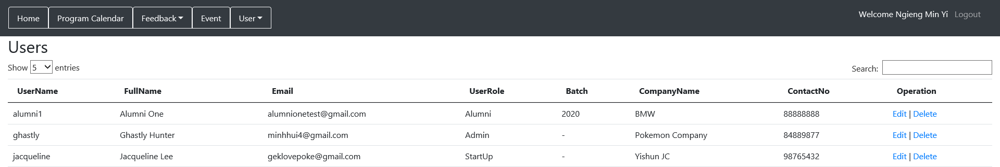 Home Program Calendar Feedback Event User Welcome Ngieng Min Yi Logout
Users
Show 5 entries Search:
UserName FullName Email UserRole Batch CompanyName ContactNo Operation
alumni1 Alumni One alumnionetest@gmail.com Alumni 2020 BMW 88888888 Edit | Delete
ghastly Ghastly Hunter minhhui4@gmail.com Admin - Pokemon Company 84889877 Edit | Delete
jacqueline Jacqueline Lee geklovepoke@gmail.com StartUp - Yishun JC 98765432 Edit | Delete